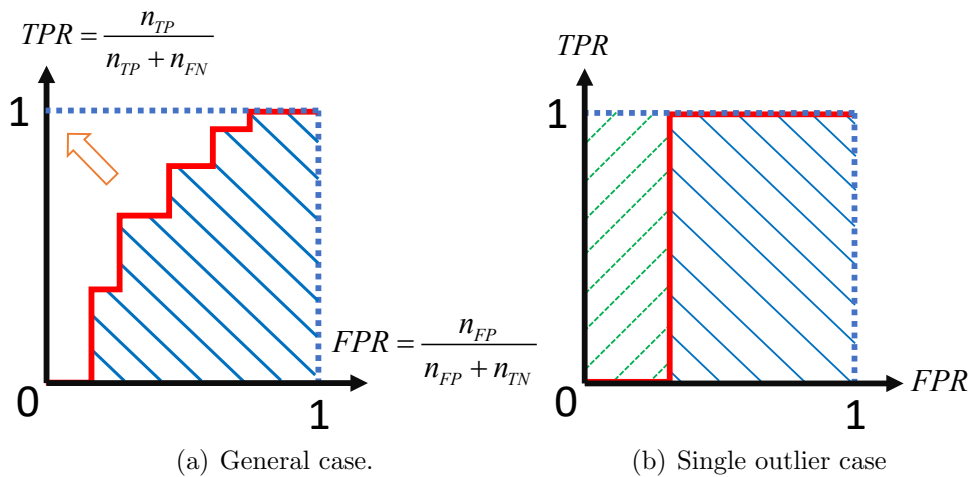 TPR = n_TP / (n_TP + n_FN)
TPR
1
1
FPR = n_FP / (n_FP + n_TN)
0
1
0
1
FPR
(a) General case.
(b) Single outlier case